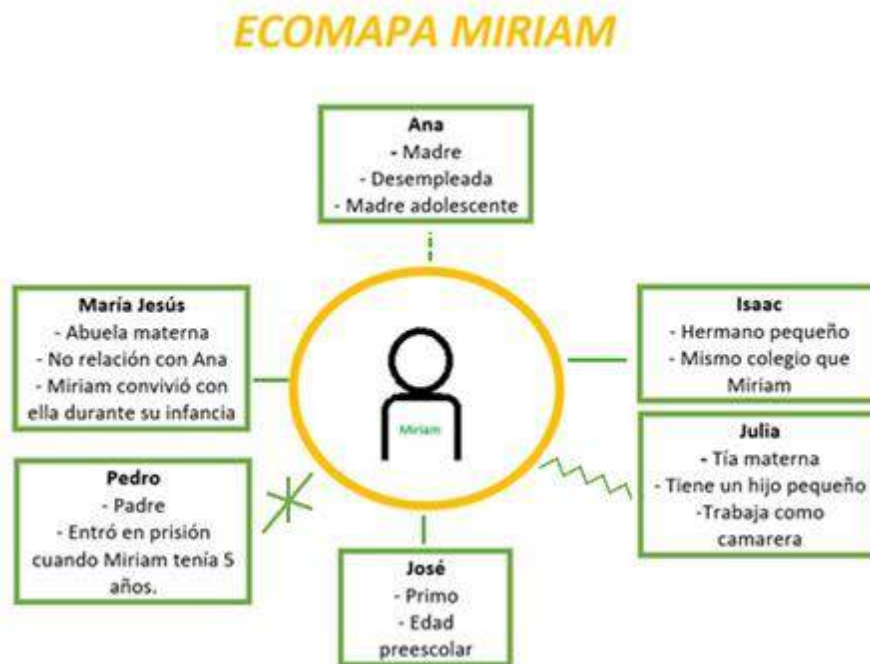 ECOMAPA MIRIAM
Ana
- Madre
- Desempleada
- Madre adolescente
María Jesús
- Abuela materna
- No relación con Ana
- Miriam convivió con
ella durante su infancia
Isaac
- Hermano pequeño
- Mismo colegio que
Miriam
Miriam
Julia
- Tía materna
- Tiene un hijo pequeño
-Trabaja como
camarera
Pedro
- Padre
- Entró en prisión
cuando Miriam tenía 5
años.
José
- Primo
- Edad
preescolar